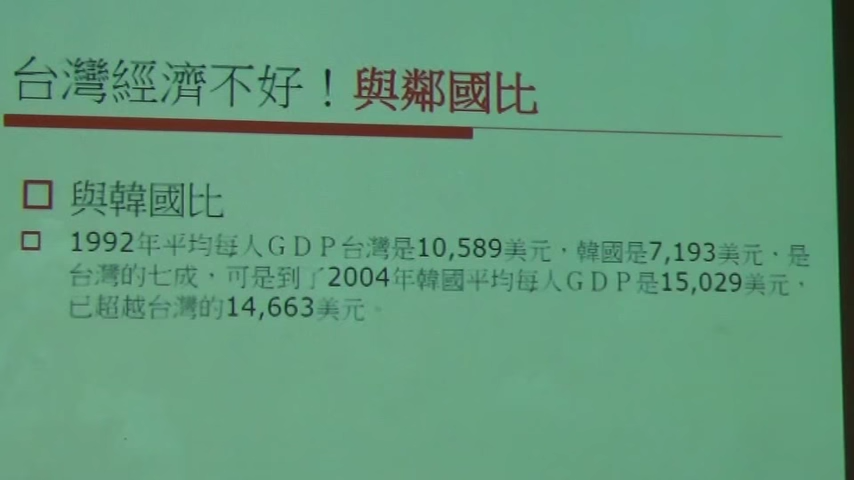 台灣經濟不好！與鄰國比
與韓國比
1992年平均每人ＧＤＰ台灣是10,589美元，韓國是7,193美元，是
台灣的七成，可是到了2004年韓國平均每人ＧＤＰ是15,029美元，
已超越台灣的14,663美元。